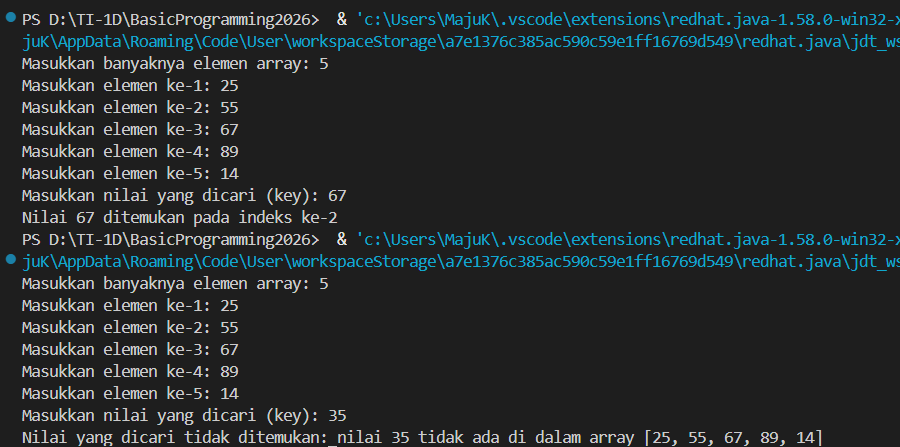 PS D:\TI-1D\BasicProgramming2026>  & 'c:\Users\MajuK\.vscode\extensions\redhat.java-1.58.0-win32-x
juK\AppData\Roaming\Code\User\workspaceStorage\a7e1376c385ac590c59e1ff16769d549\redhat.java\jdt_ws
Masukkan banyaknya elemen array: 5
Masukkan elemen ke-1: 25
Masukkan elemen ke-2: 55
Masukkan elemen ke-3: 67
Masukkan elemen ke-4: 89
Masukkan elemen ke-5: 14
Masukkan nilai yang dicari (key): 67
Nilai 67 ditemukan pada indeks ke-2
PS D:\TI-1D\BasicProgramming2026>  & 'c:\Users\MajuK\.vscode\extensions\redhat.java-1.58.0-win32-x
juK\AppData\Roaming\Code\User\workspaceStorage\a7e1376c385ac590c59e1ff16769d549\redhat.java\jdt_ws
Masukkan banyaknya elemen array: 5
Masukkan elemen ke-1: 25
Masukkan elemen ke-2: 55
Masukkan elemen ke-3: 67
Masukkan elemen ke-4: 89
Masukkan elemen ke-5: 14
Masukkan nilai yang dicari (key): 35
Nilai yang dicari tidak ditemukan: nilai 35 tidak ada di dalam array [25, 55, 67, 89, 14]